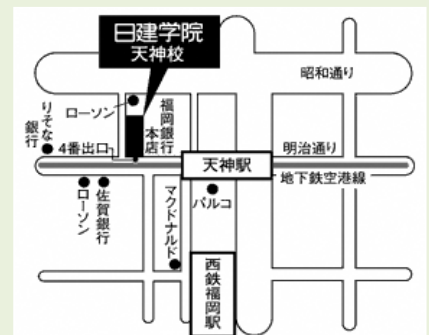 日建学院
天神校
昭和通り
ローソン
福岡銀行
本店
りそな
銀行
4番出口
天神駅
明治通り
地下鉄空港線
ローソン
佐賀銀行
マクドナルド
パルコ
西鉄福岡駅